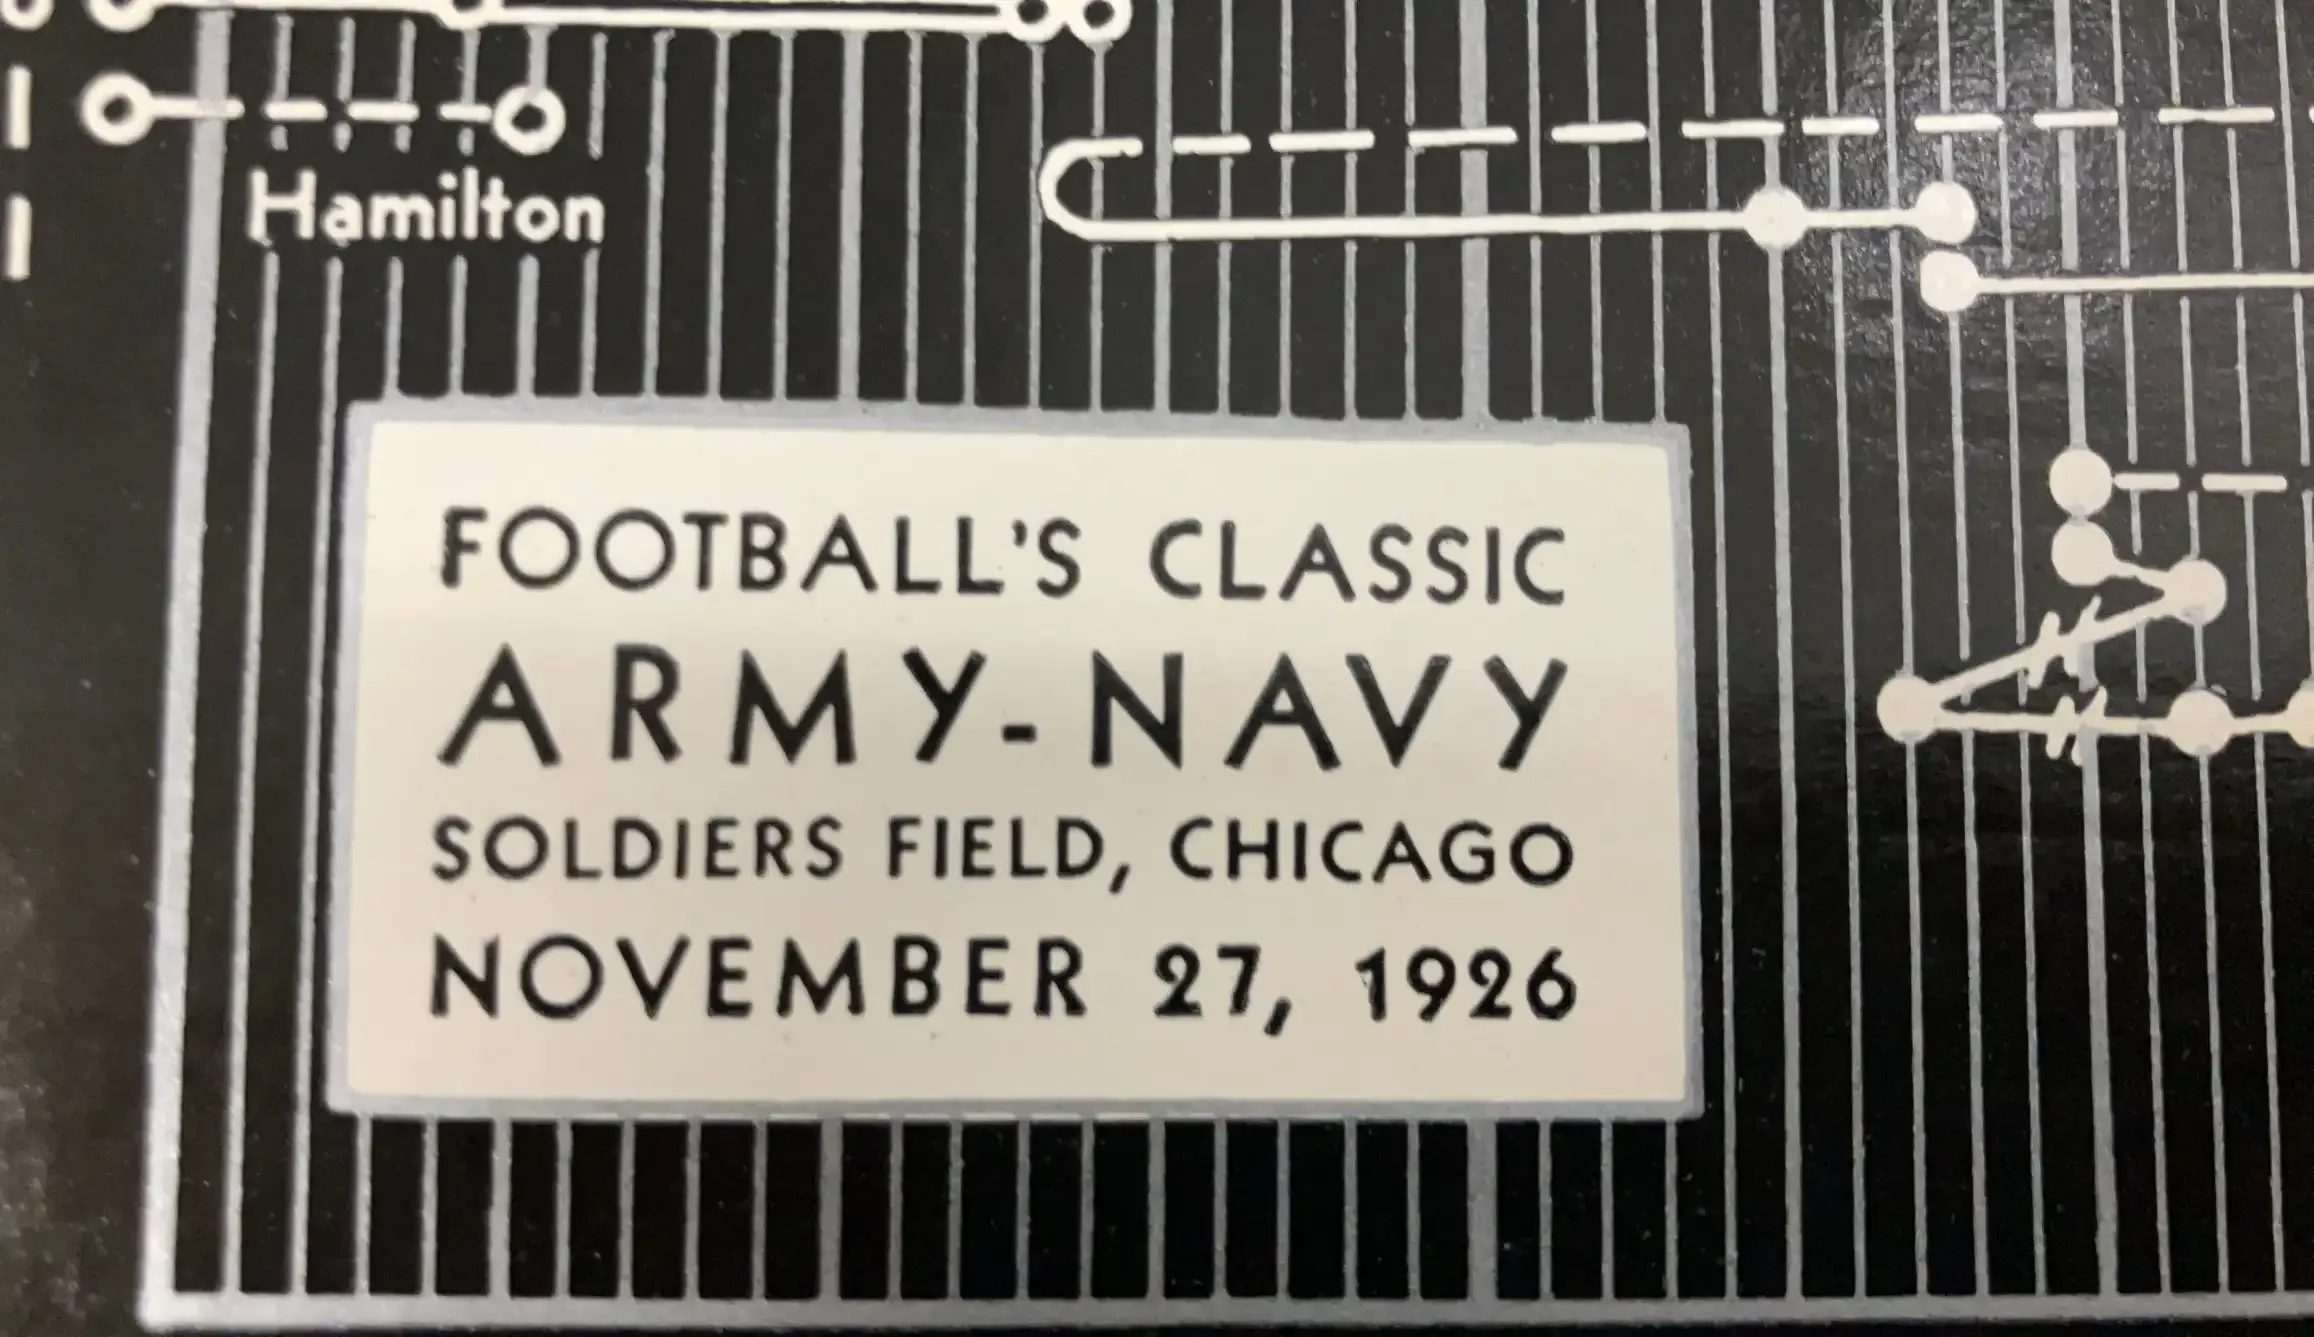 Hamilton
FOOTBALL'S CLASSIC
ARMY-NAVY
SOLDIERS FIELD, CHICAGO
NOVEMBER 27, 1926